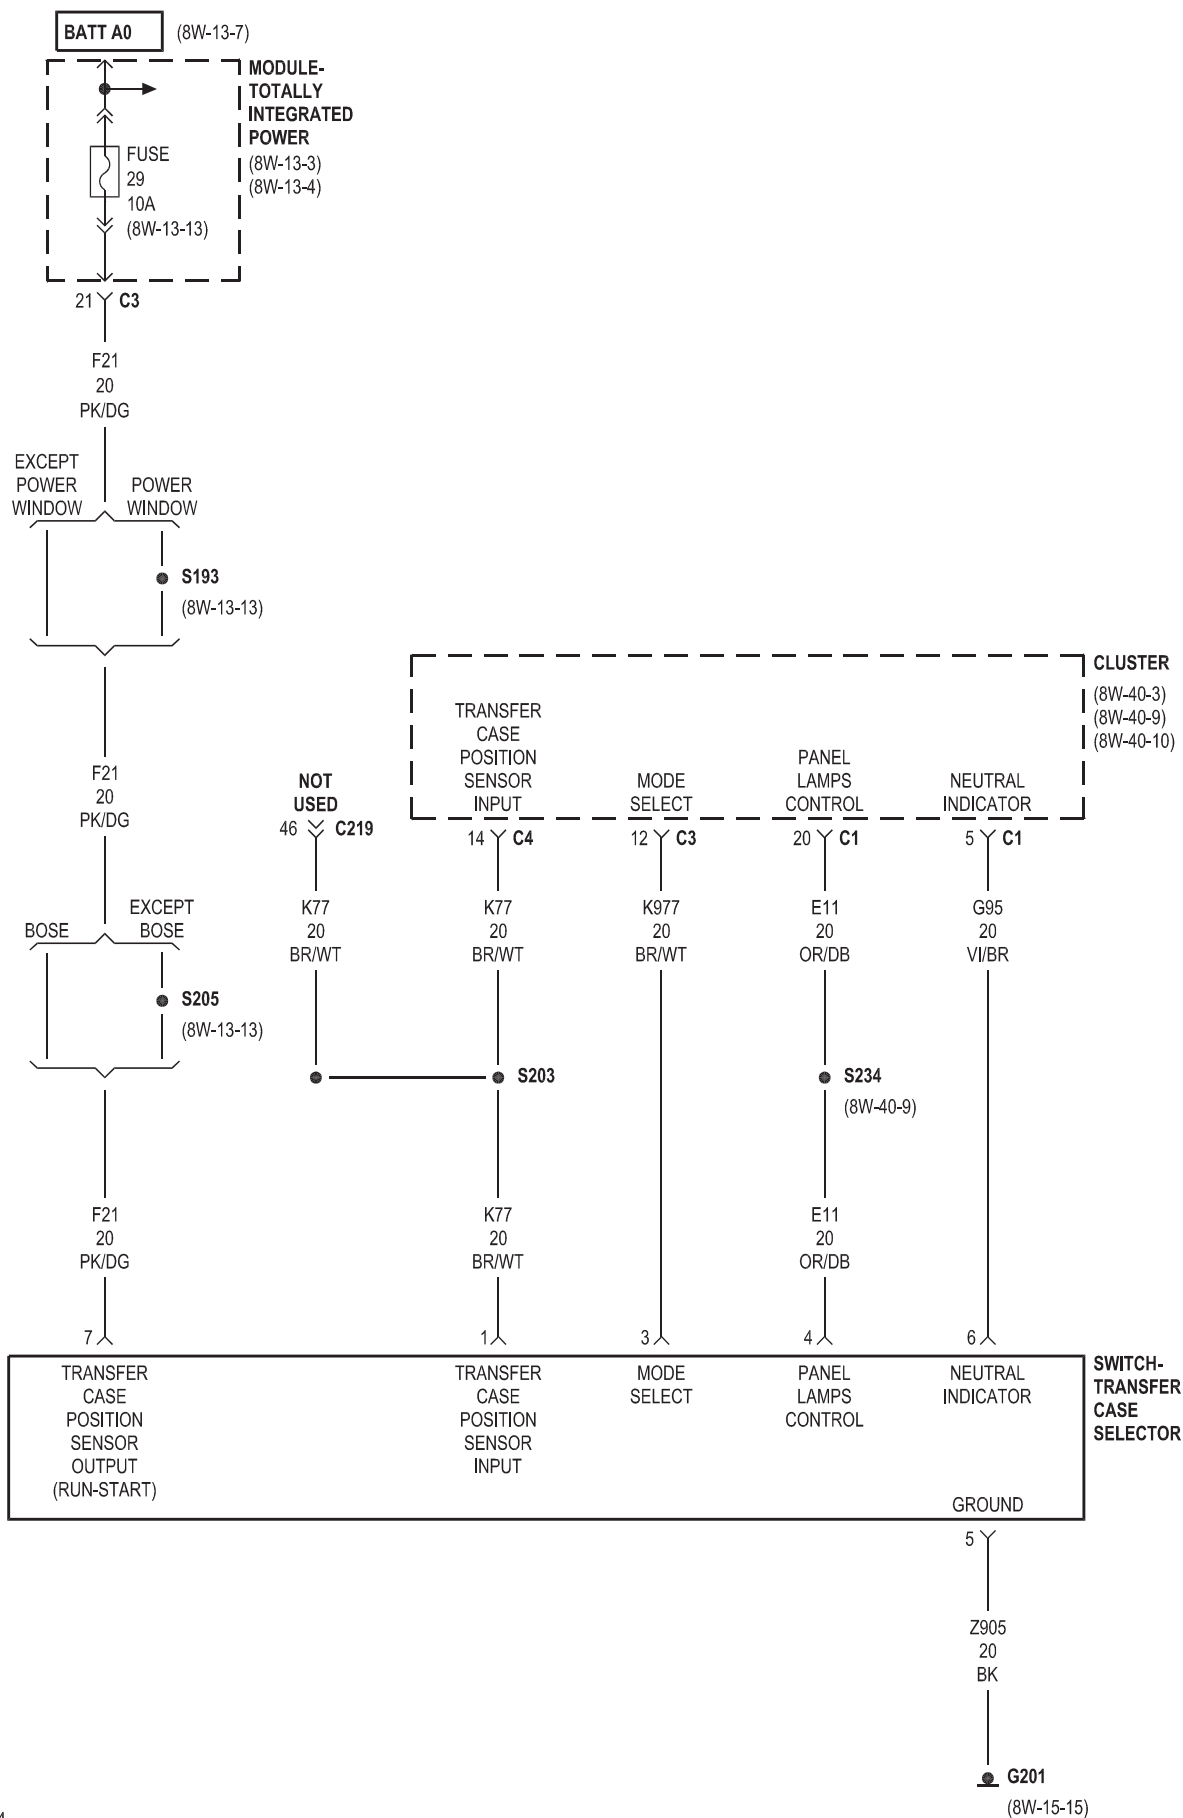 BATT A0 (8W-13-7)
MODULE-
TOTALLY
INTEGRATED
POWER
(8W-13-3)
(8W-13-4)
FUSE
29
10A
(8W-13-13)
21 C3
F21
20
PK/DG
EXCEPT
POWER
WINDOW
POWER
WINDOW
S193
(8W-13-13)
F21
20
PK/DG
BOSE
EXCEPT
BOSE
S205
(8W-13-13)
F21
20
PK/DG
7
CLUSTER
(8W-40-3)
(8W-40-9)
(8W-40-10)
NOT
USED
46 C219
K77
20
BR/WT
TRANSFER
CASE
POSITION
SENSOR
INPUT
14 C4
K77
20
BR/WT
S203
K77
20
BR/WT
1
MODE
SELECT
12 C3
K977
20
BR/WT
3
PANEL
LAMPS
CONTROL
20 C1
E11
20
OR/DB
S234
(8W-40-9)
E11
20
OR/DB
4
NEUTRAL
INDICATOR
5 C1
G95
20
VI/BR
6
SWITCH-
TRANSFER
CASE
SELECTOR
TRANSFER
CASE
POSITION
SENSOR
OUTPUT
(RUN-START)
TRANSFER
CASE
POSITION
SENSOR
INPUT
MODE
SELECT
PANEL
LAMPS
CONTROL
NEUTRAL
INDICATOR
GROUND
5
Z905
20
BK
G201
(8W-15-15)